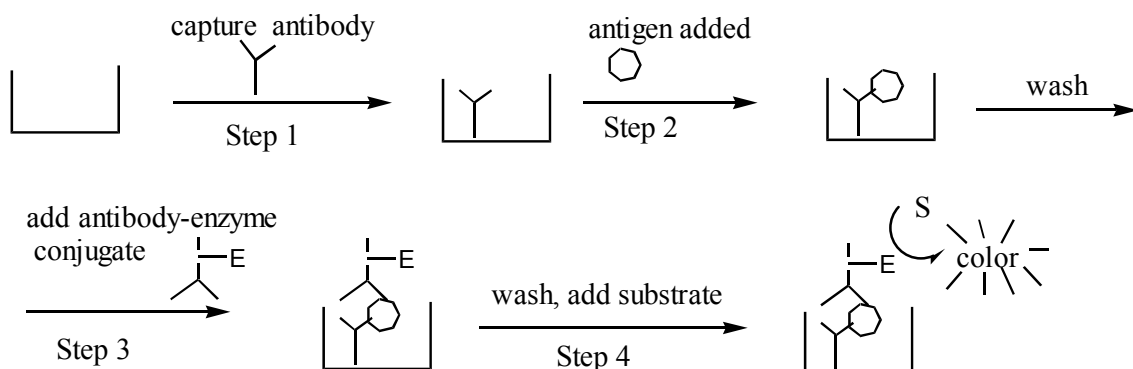 capture antibody
Step 1
antigen added
Step 2
wash
add antibody-enzyme
conjugate
E
Step 3
E
wash, add substrate
Step 4
E
S
color